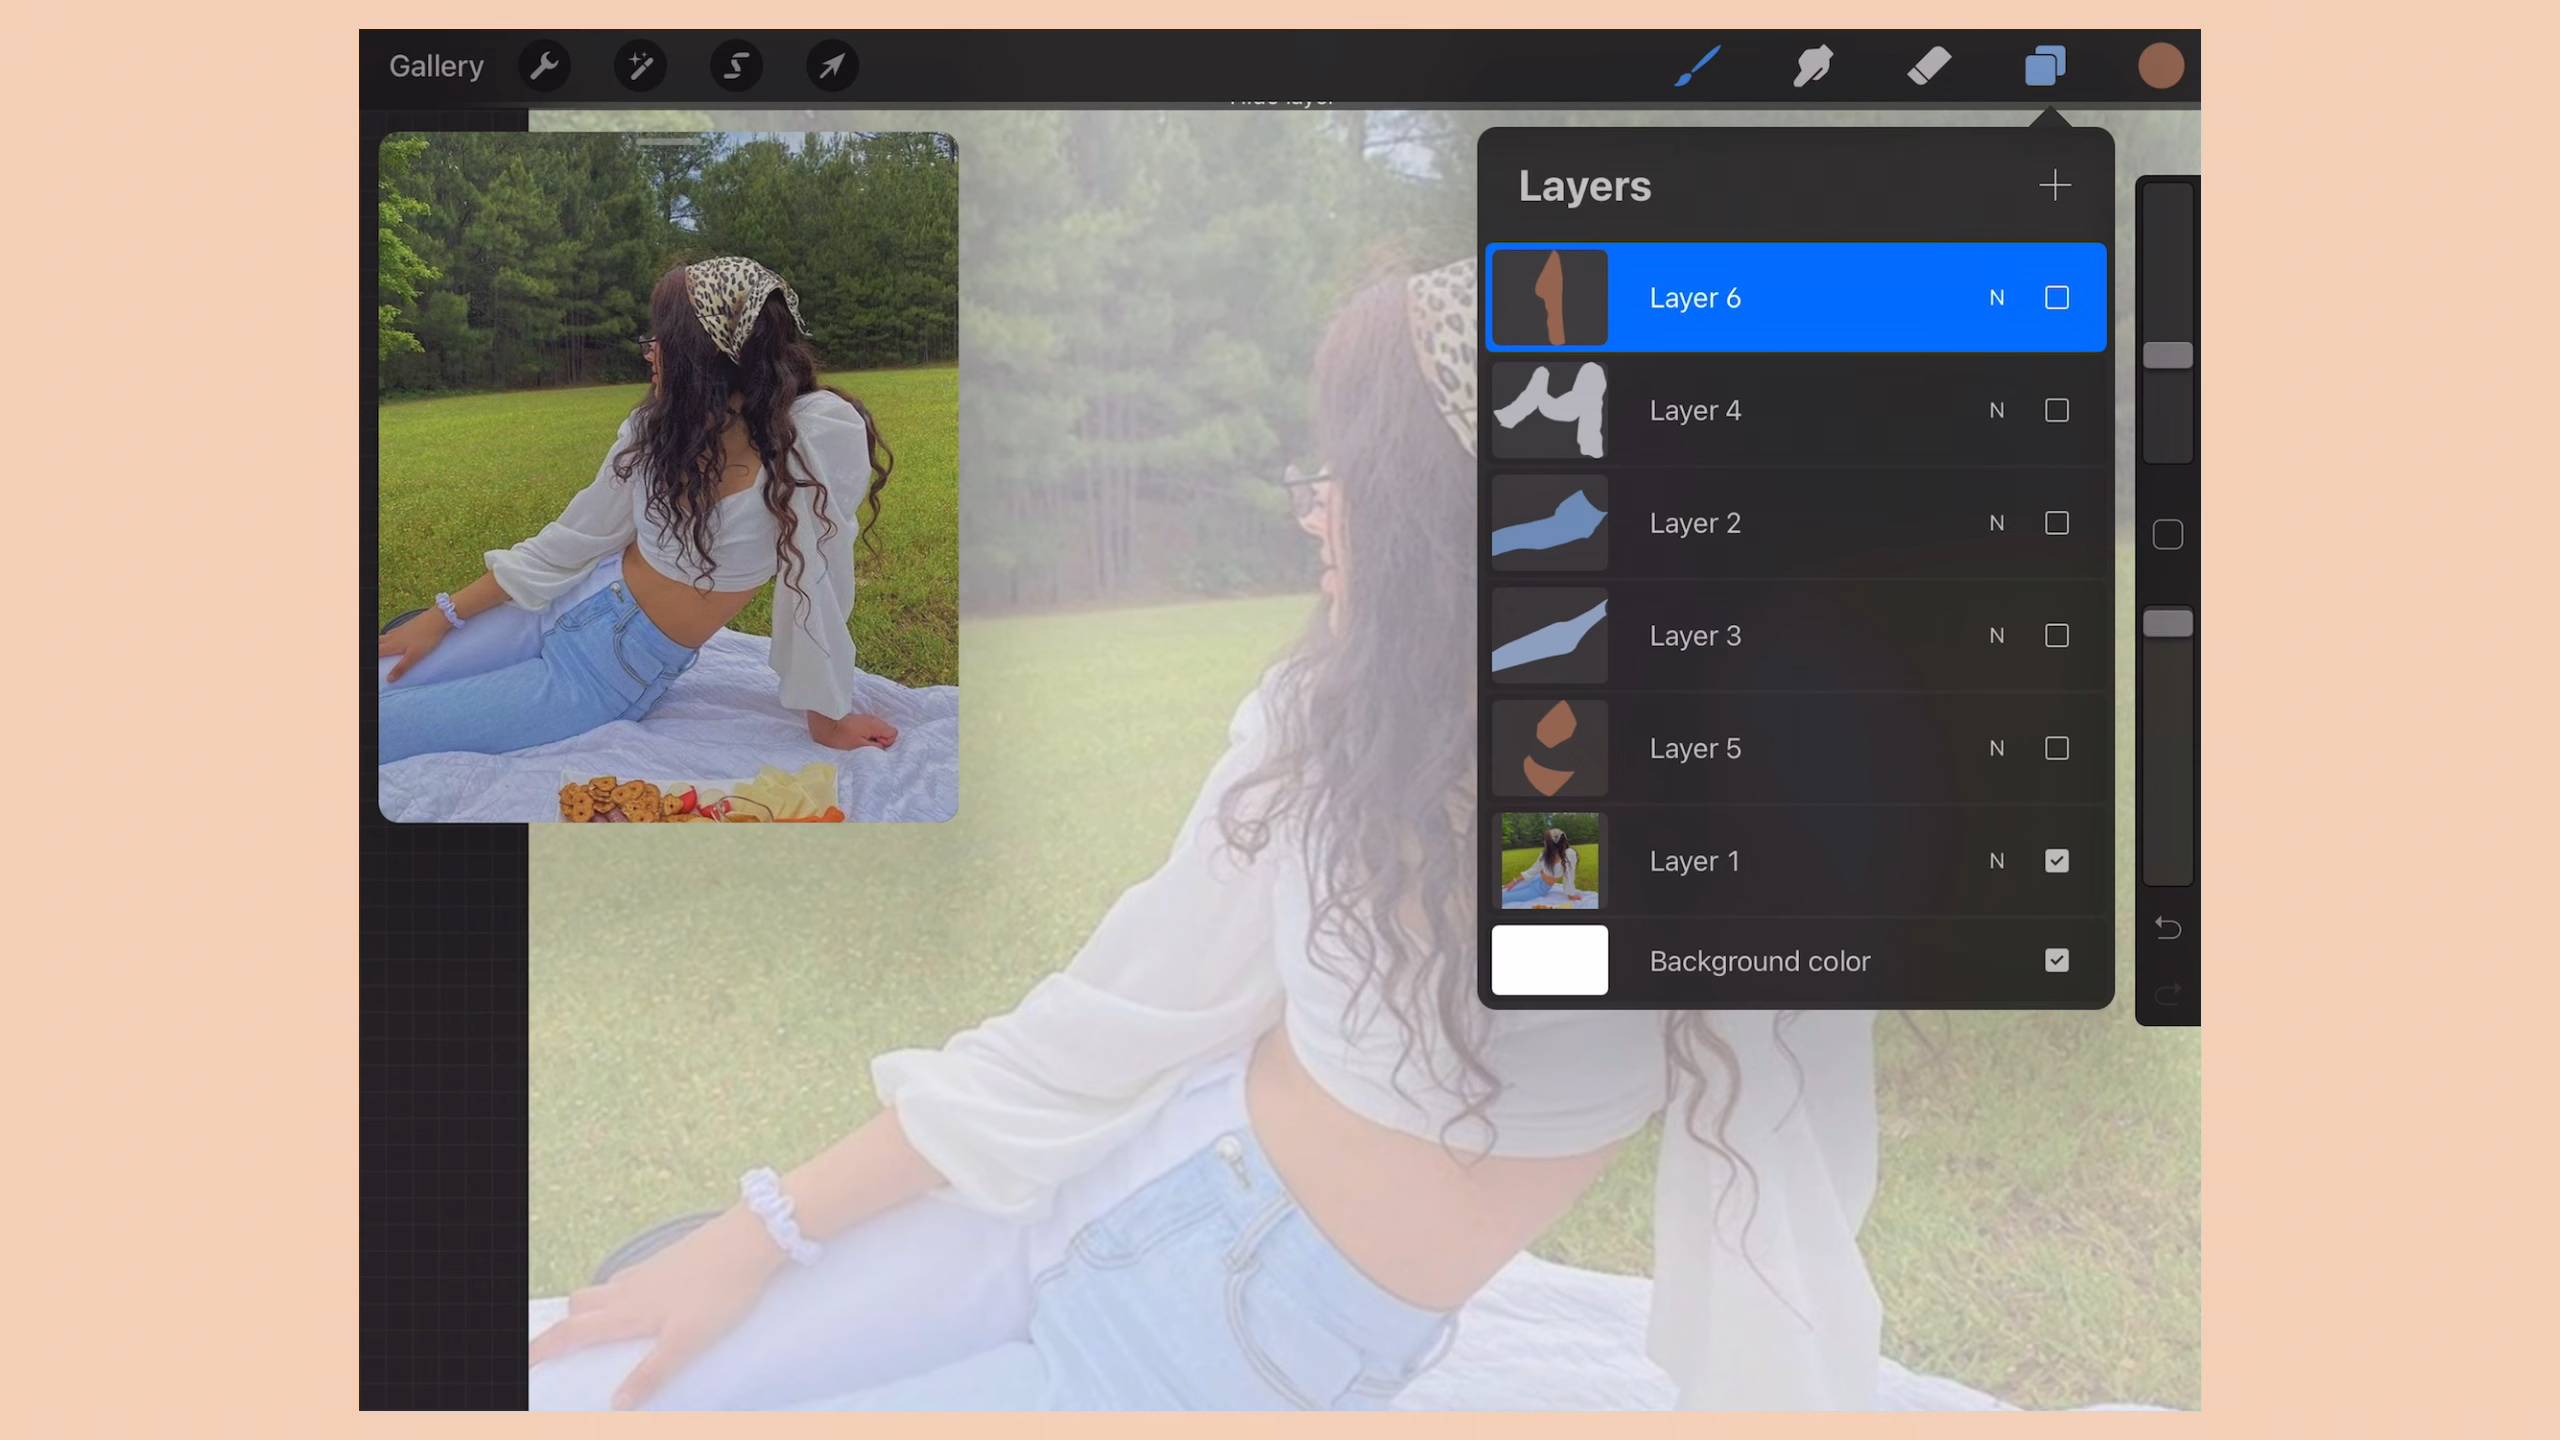 Gallery
Layers
Layer 6 N
Layer 4 N
Layer 2 N
Layer 3 N
Layer 5 N
Layer 1 N
Background color